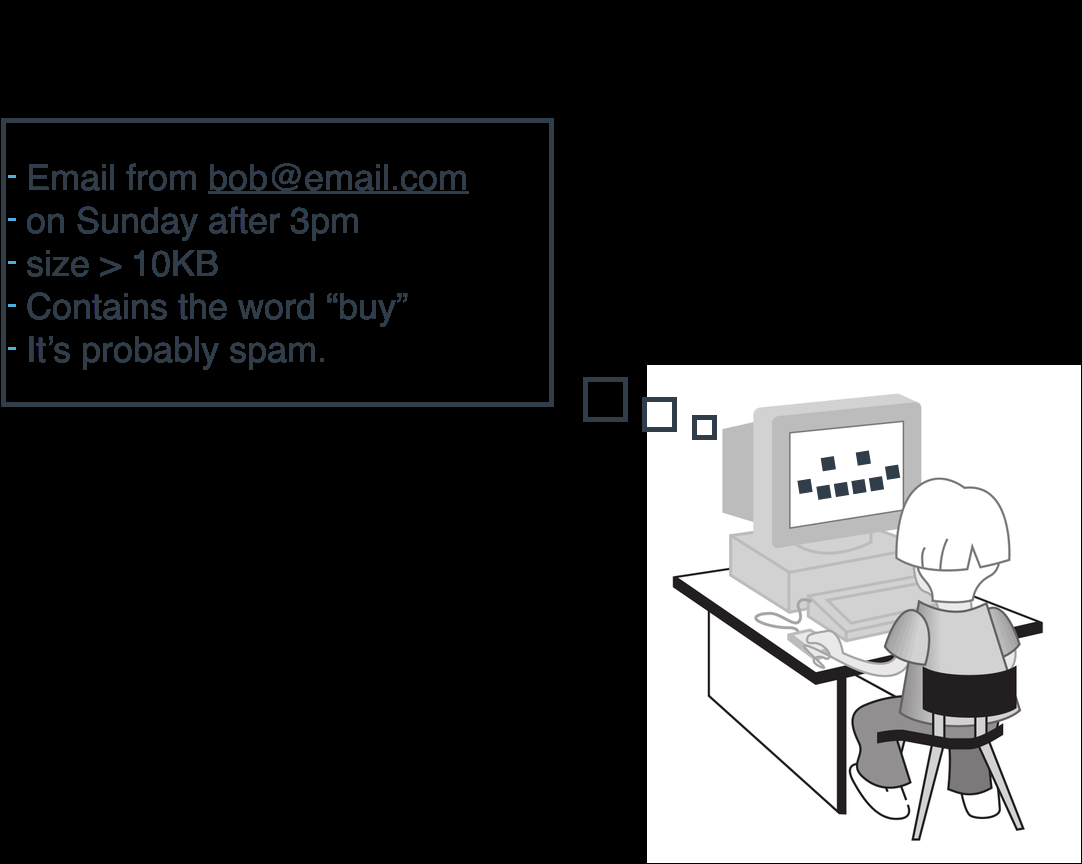 - Email from bob@email.com
- on Sunday after 3pm
- size > 10KB
- Contains the word “buy”
- It’s probably spam.